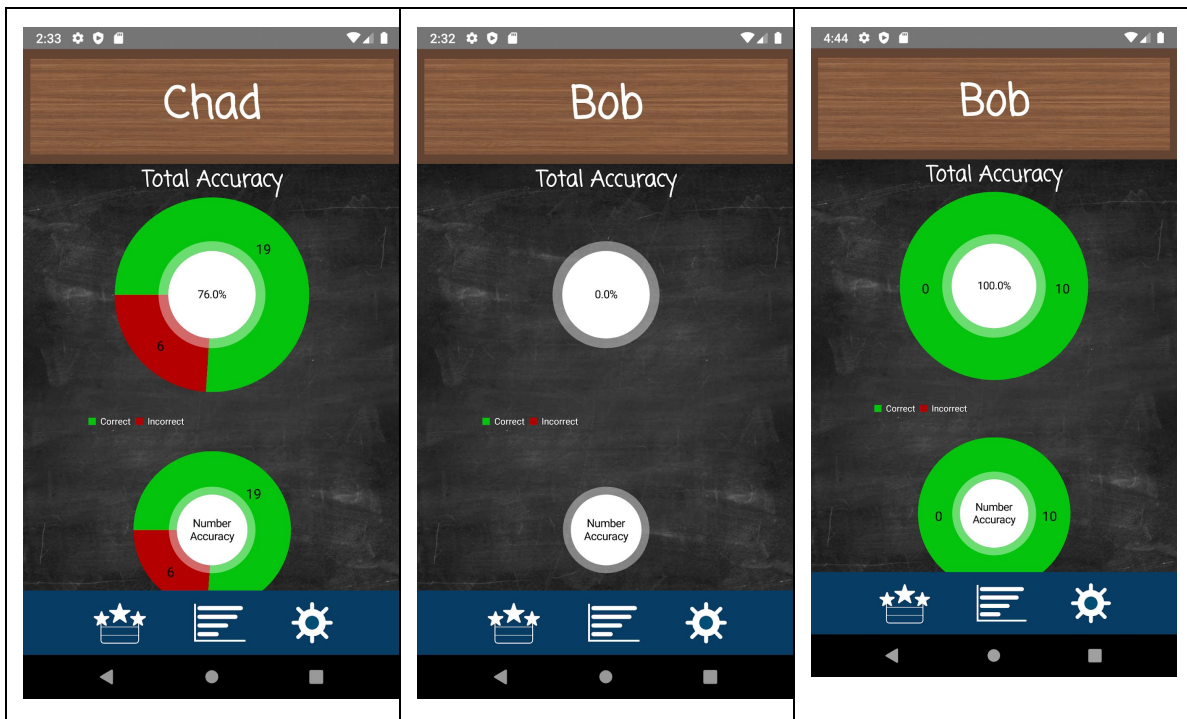 2:33
Chad
Total Accuracy
19
76.0%
6
Correct Incorrect
19
Number
Accuracy
6
2:32
Bob
Total Accuracy
0.0%
Correct Incorrect
Number
Accuracy
4:44
Bob
Total Accuracy
0 100.0% 10
Correct Incorrect
Number
0 Accuracy 10